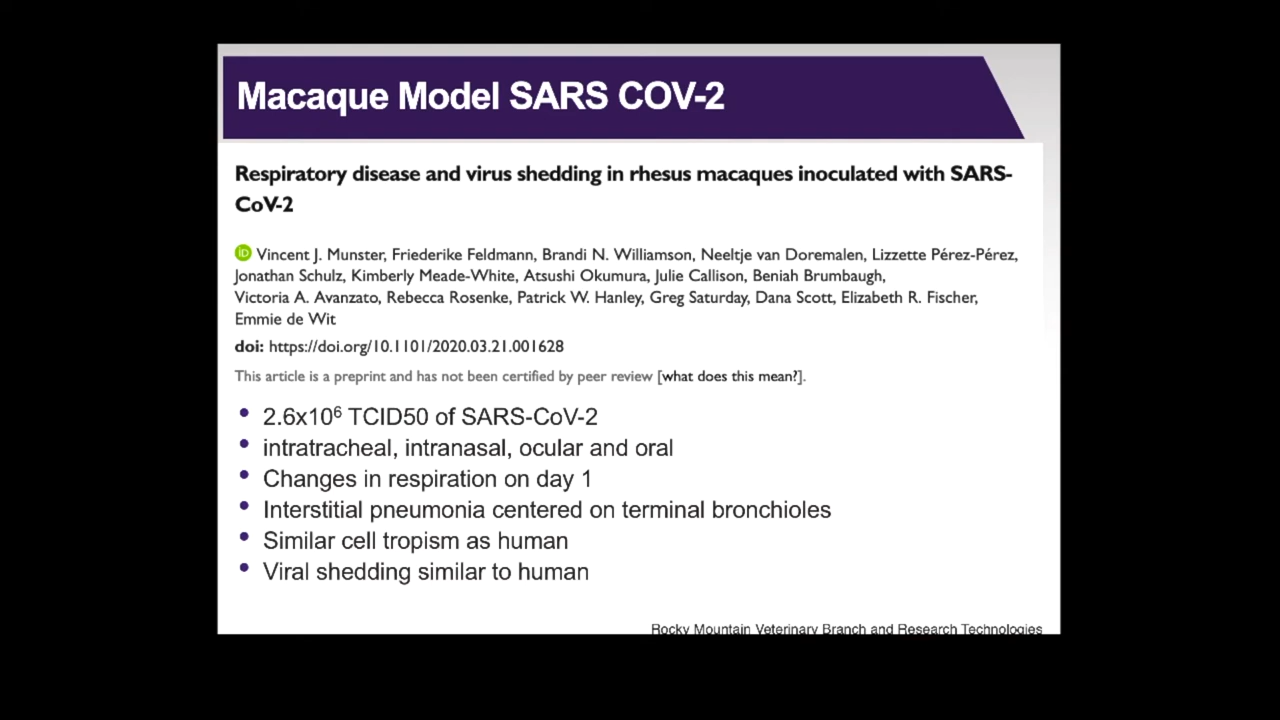 Macaque Model SARS COV-2
Respiratory disease and virus shedding in rhesus macaques inoculated with SARS-
CoV-2
iD Vincent J. Munster, Friederike Feldmann, Brandi N. Williamson, Neeltje van Doremalen, Lizzette Pérez-Pérez,
Jonathan Schulz, Kimberly Meade-White, Atsushi Okumura, Julie Callison, Beniah Brumbaugh,
Victoria A. Avanzato, Rebecca Rosenke, Patrick W. Hanley, Greg Saturday, Dana Scott, Elizabeth R. Fischer,
Emmie de Wit
doi: https://doi.org/10.1101/2020.03.21.001628
This article is a preprint and has not been certified by peer review [what does this mean?].
• 2.6x10⁶ TCID50 of SARS-CoV-2
• intratracheal, intranasal, ocular and oral
• Changes in respiration on day 1
• Interstitial pneumonia centered on terminal bronchioles
• Similar cell tropism as human
• Viral shedding similar to human
Rocky Mountain Veterinary Branch and Research Technologies